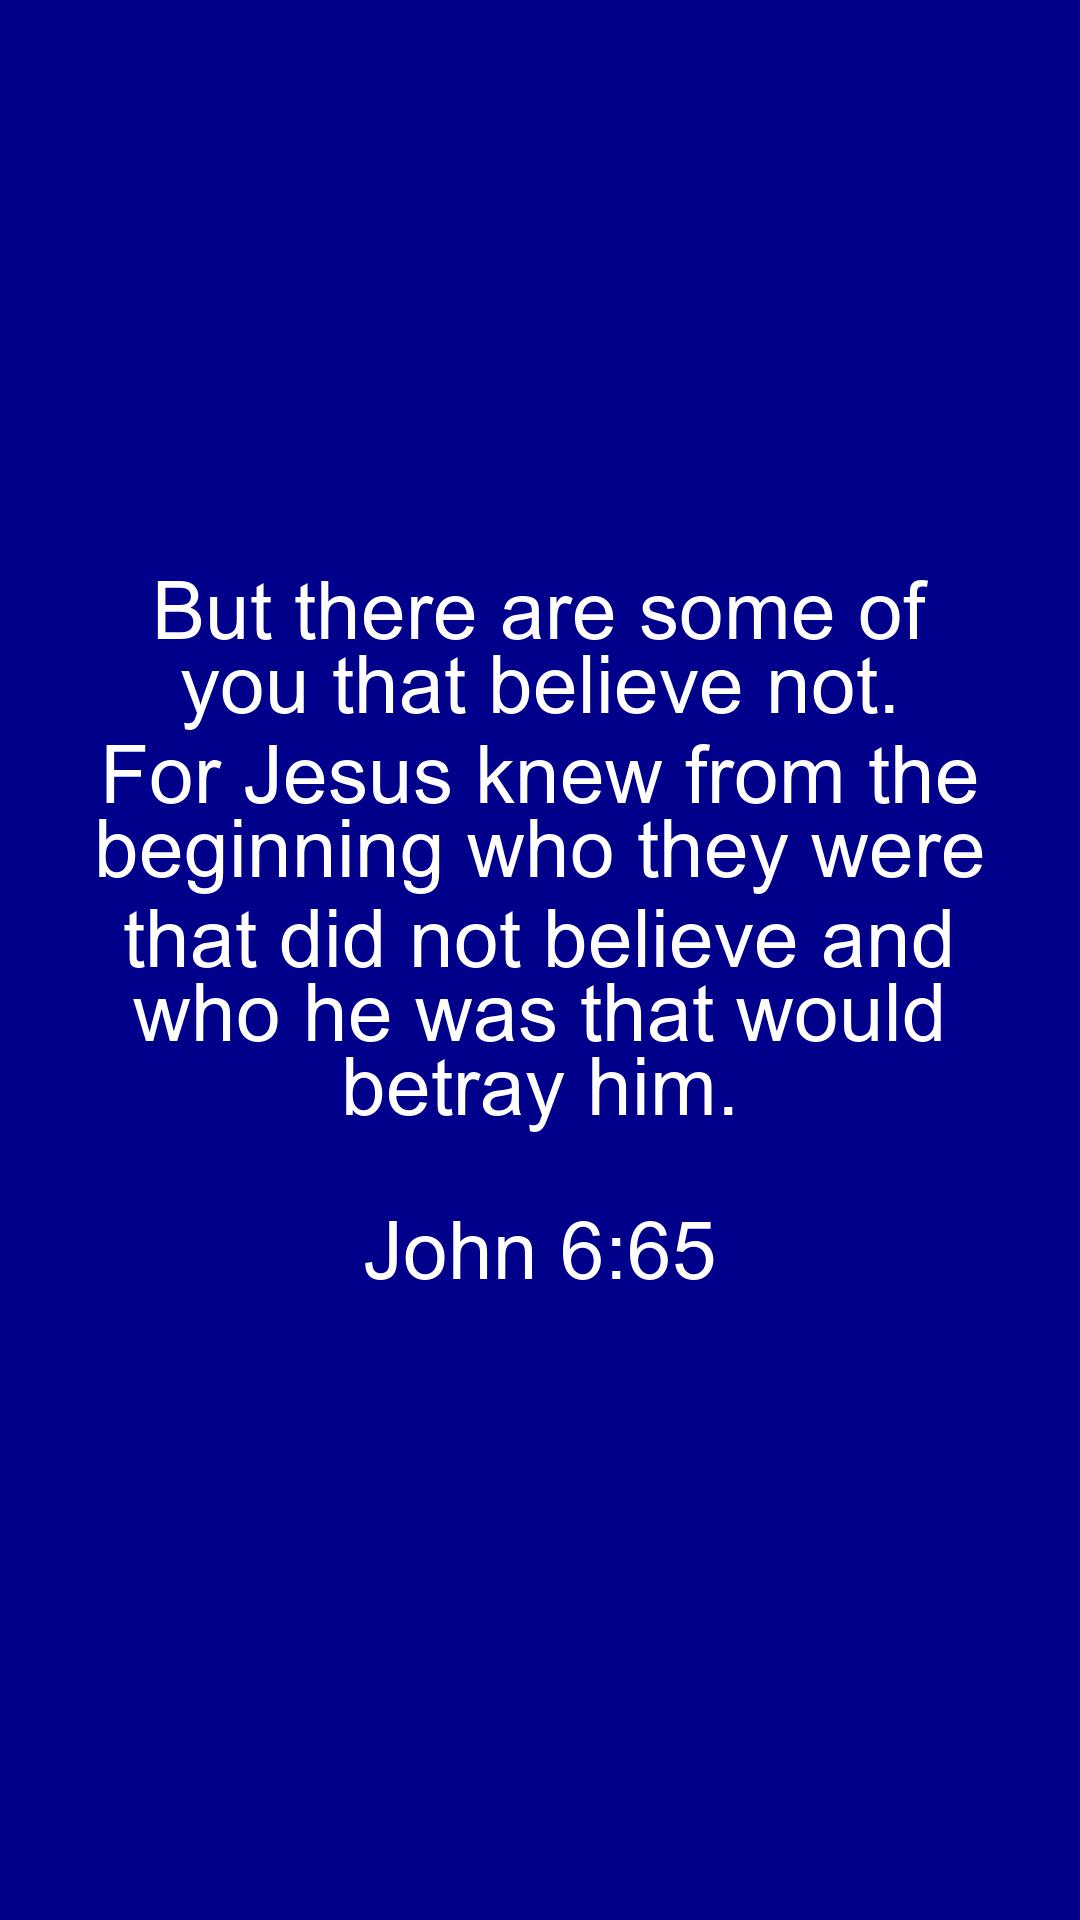 But there are some of
you that believe not.
For Jesus knew from the
beginning who they were
that did not believe and
who he was that would
betray him.
John 6:65